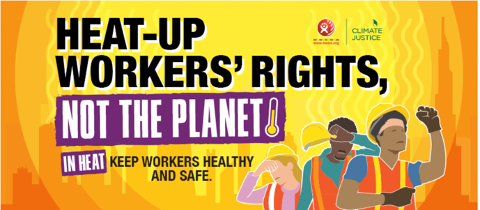 HEAT-UP
WORKERS' RIGHTS,
NOT THE PLANET
IN HEAT KEEP WORKERS HEALTHY
AND SAFE.
CLIMATE
JUSTICE